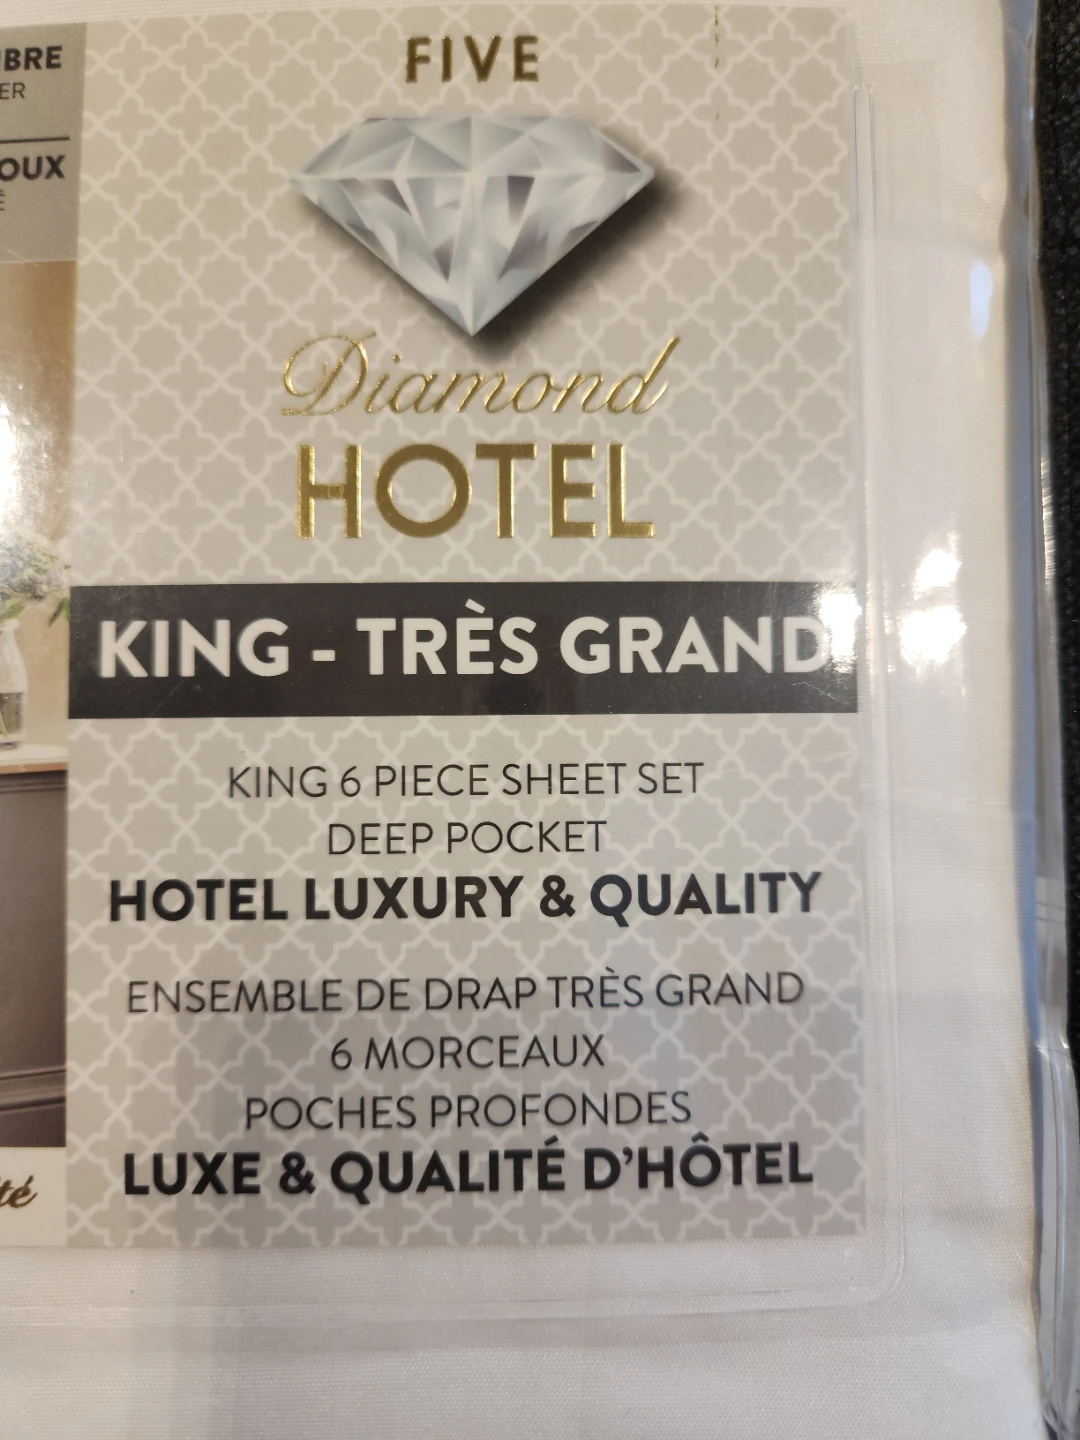 FIVE
Diamond
HOTEL
KING - TRÈS GRAND
KING 6 PIECE SHEET SET
DEEP POCKET
HOTEL LUXURY & QUALITY
ENSEMBLE DE DRAP TRÈS GRAND
6 MORCEAUX
POCHES PROFONDES
LUXE & QUALITÉ D'HÔTEL